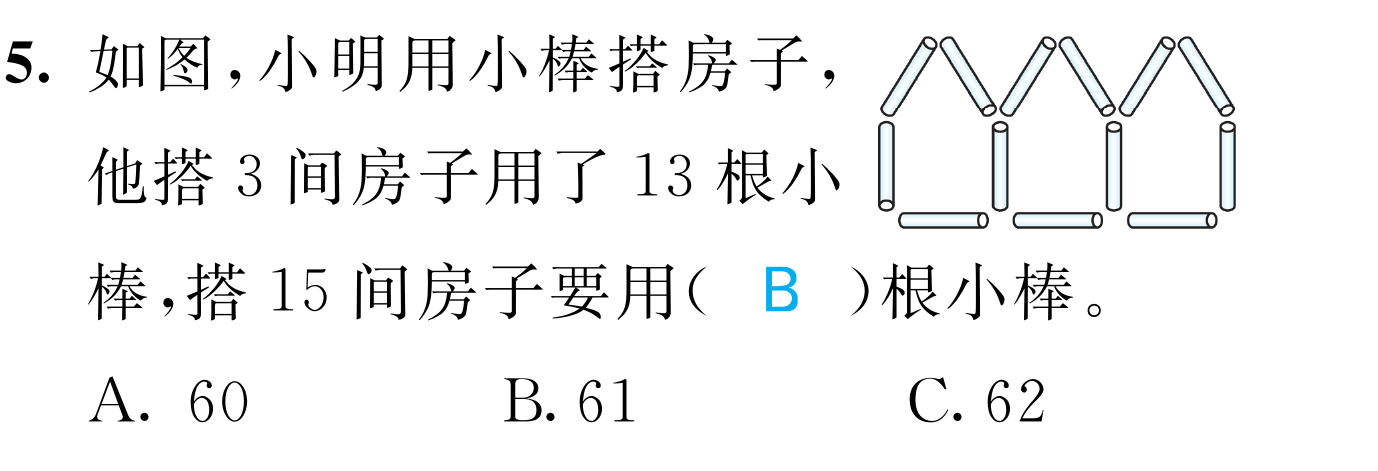 5. 如图,小明用小棒搭房子,
他搭 3 间房子用了 13 根小
棒,搭 15 间房子要用( B )根小棒。
A. 60 B. 61 C. 62